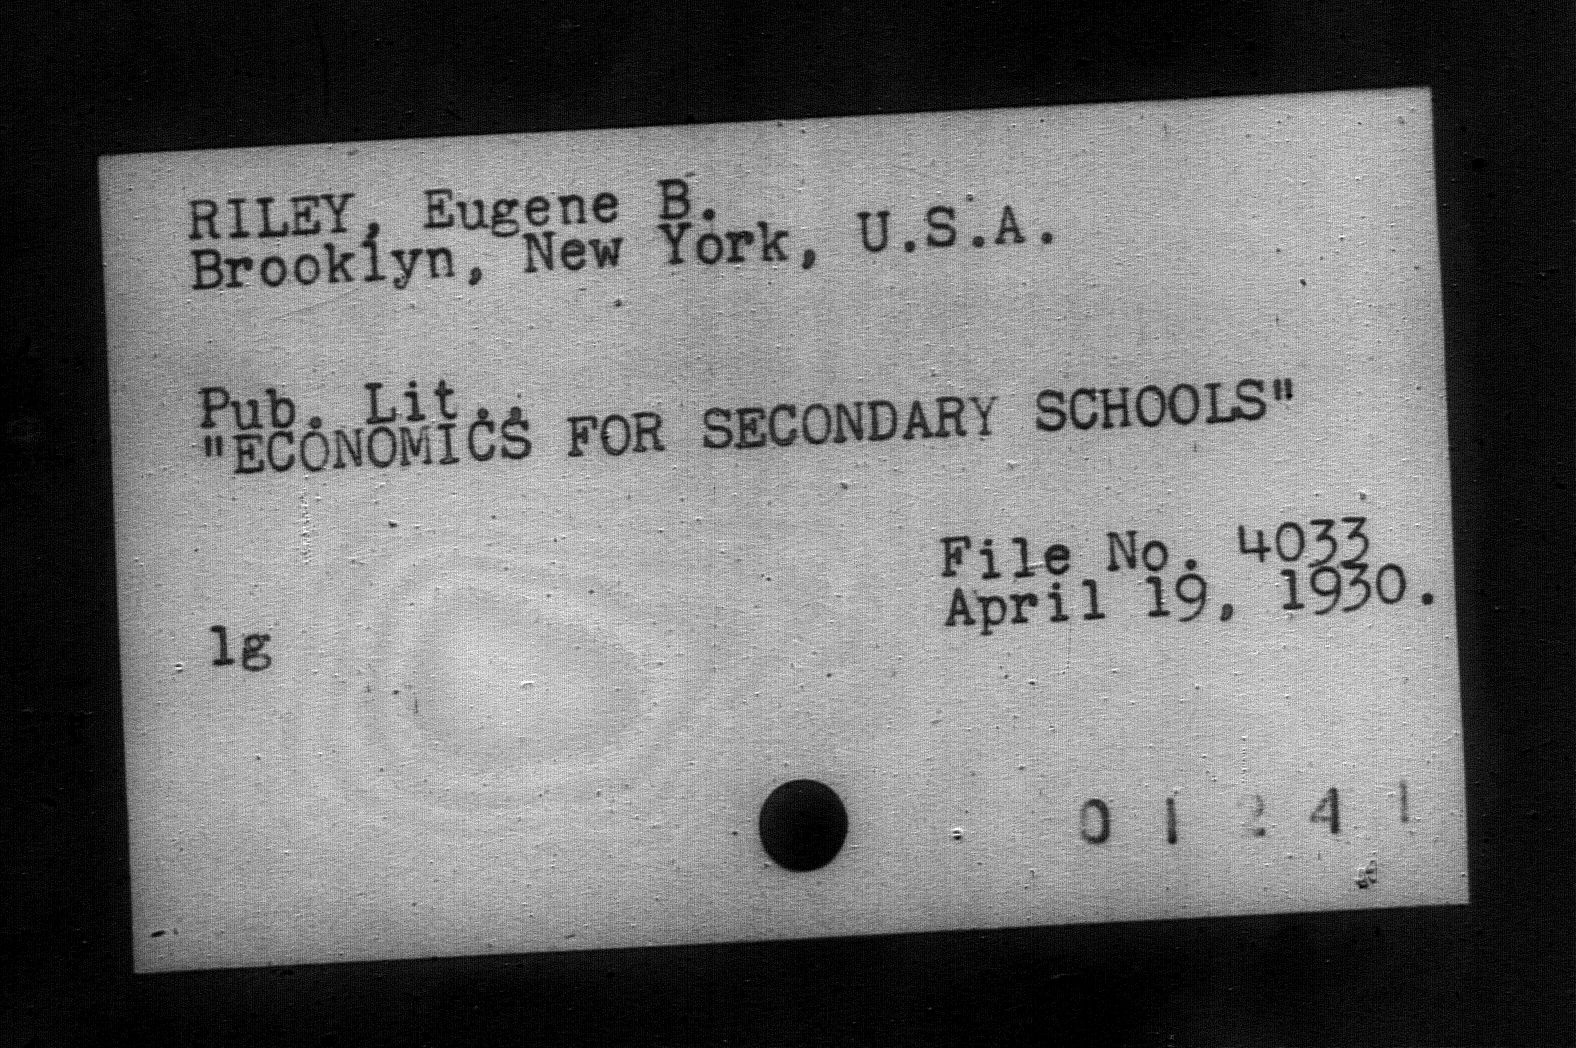 RILEY, Eugene B.
Brooklyn, New York, U.S.A.
Pub. Lit..
"ECONOMICS FOR SECONDARY SCHOOLS"
File No. 4033
April 19, 1930.
lg
0 1 2 4 1